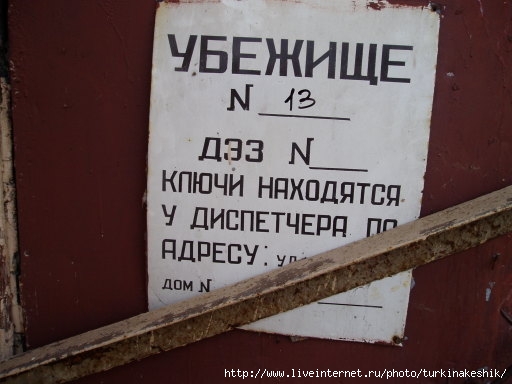 УБЕЖИЩЕ
N 13
ДЭЗ N
КЛЮЧИ НАХОДЯТСЯ
У ДИСПЕТЧЕРА ПО
АДРЕСУ:
ДОМ N
http://www.liveinternet.ru/photo/turkinakeshik/